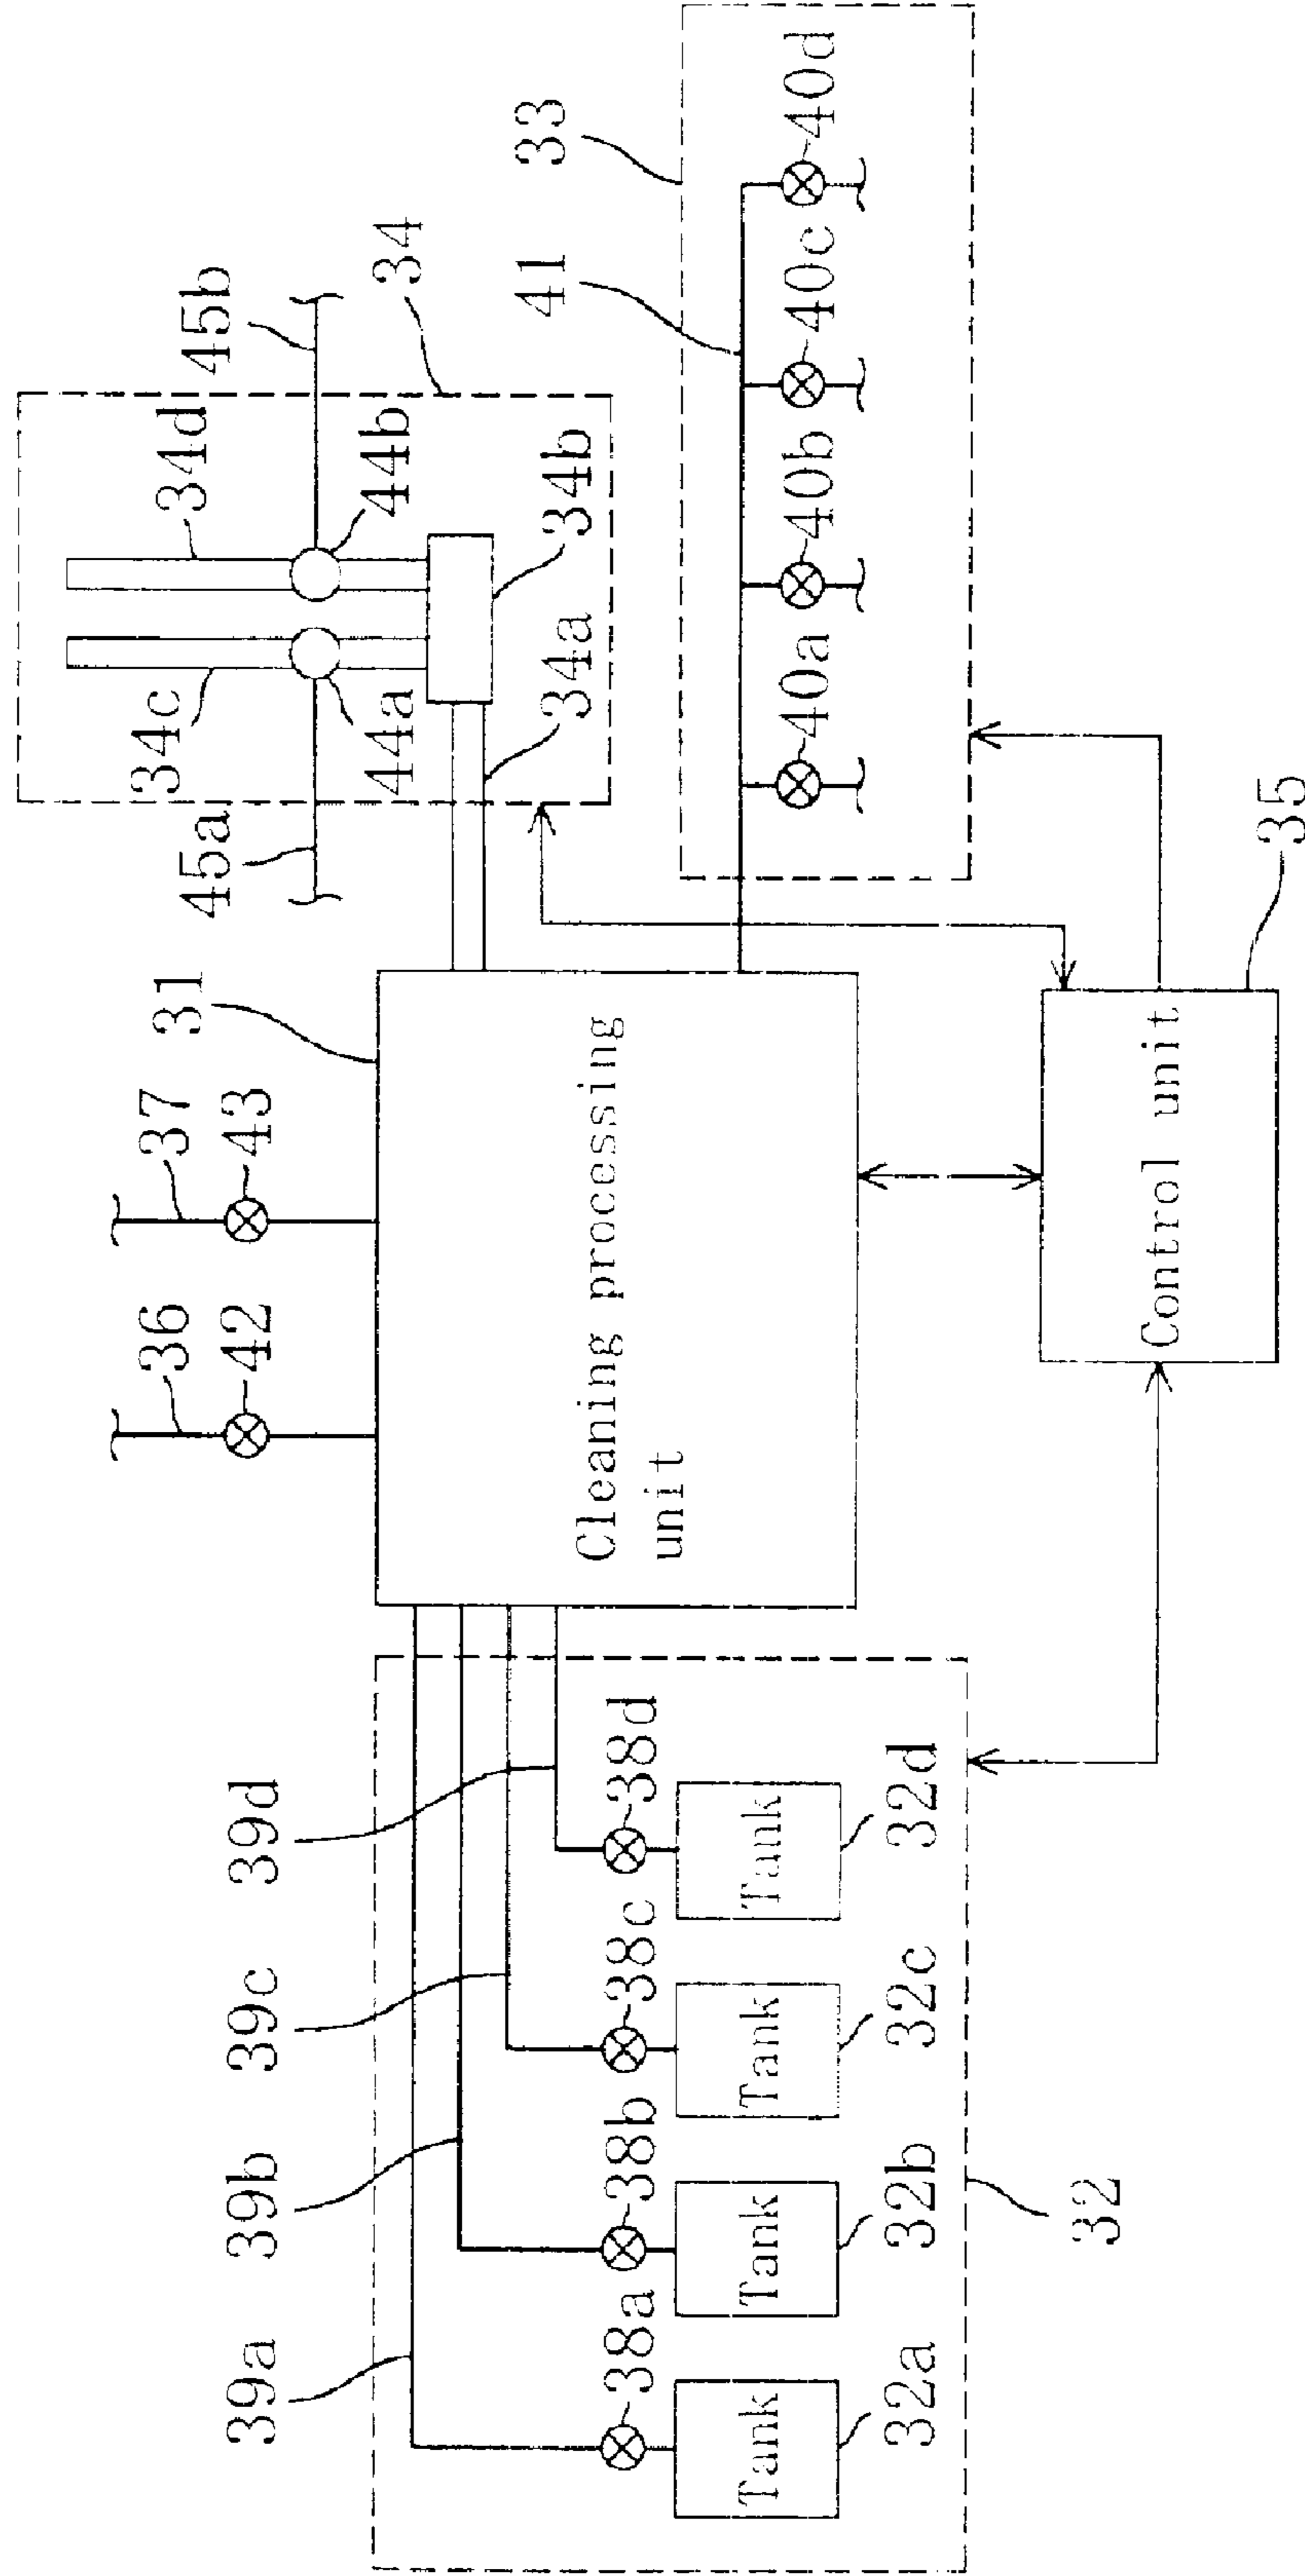 36
37
42
43
31
45a
45b
34c
34d
44a
44b
34
34a
34b
33
41
40a
40b
40c
40d
39a
39b
39c
39d
38a
38b
38c
38d
Tank
Tank
Tank
Tank
32a
32b
32c
32d
32
Cleaning processing
unit
Control unit
35